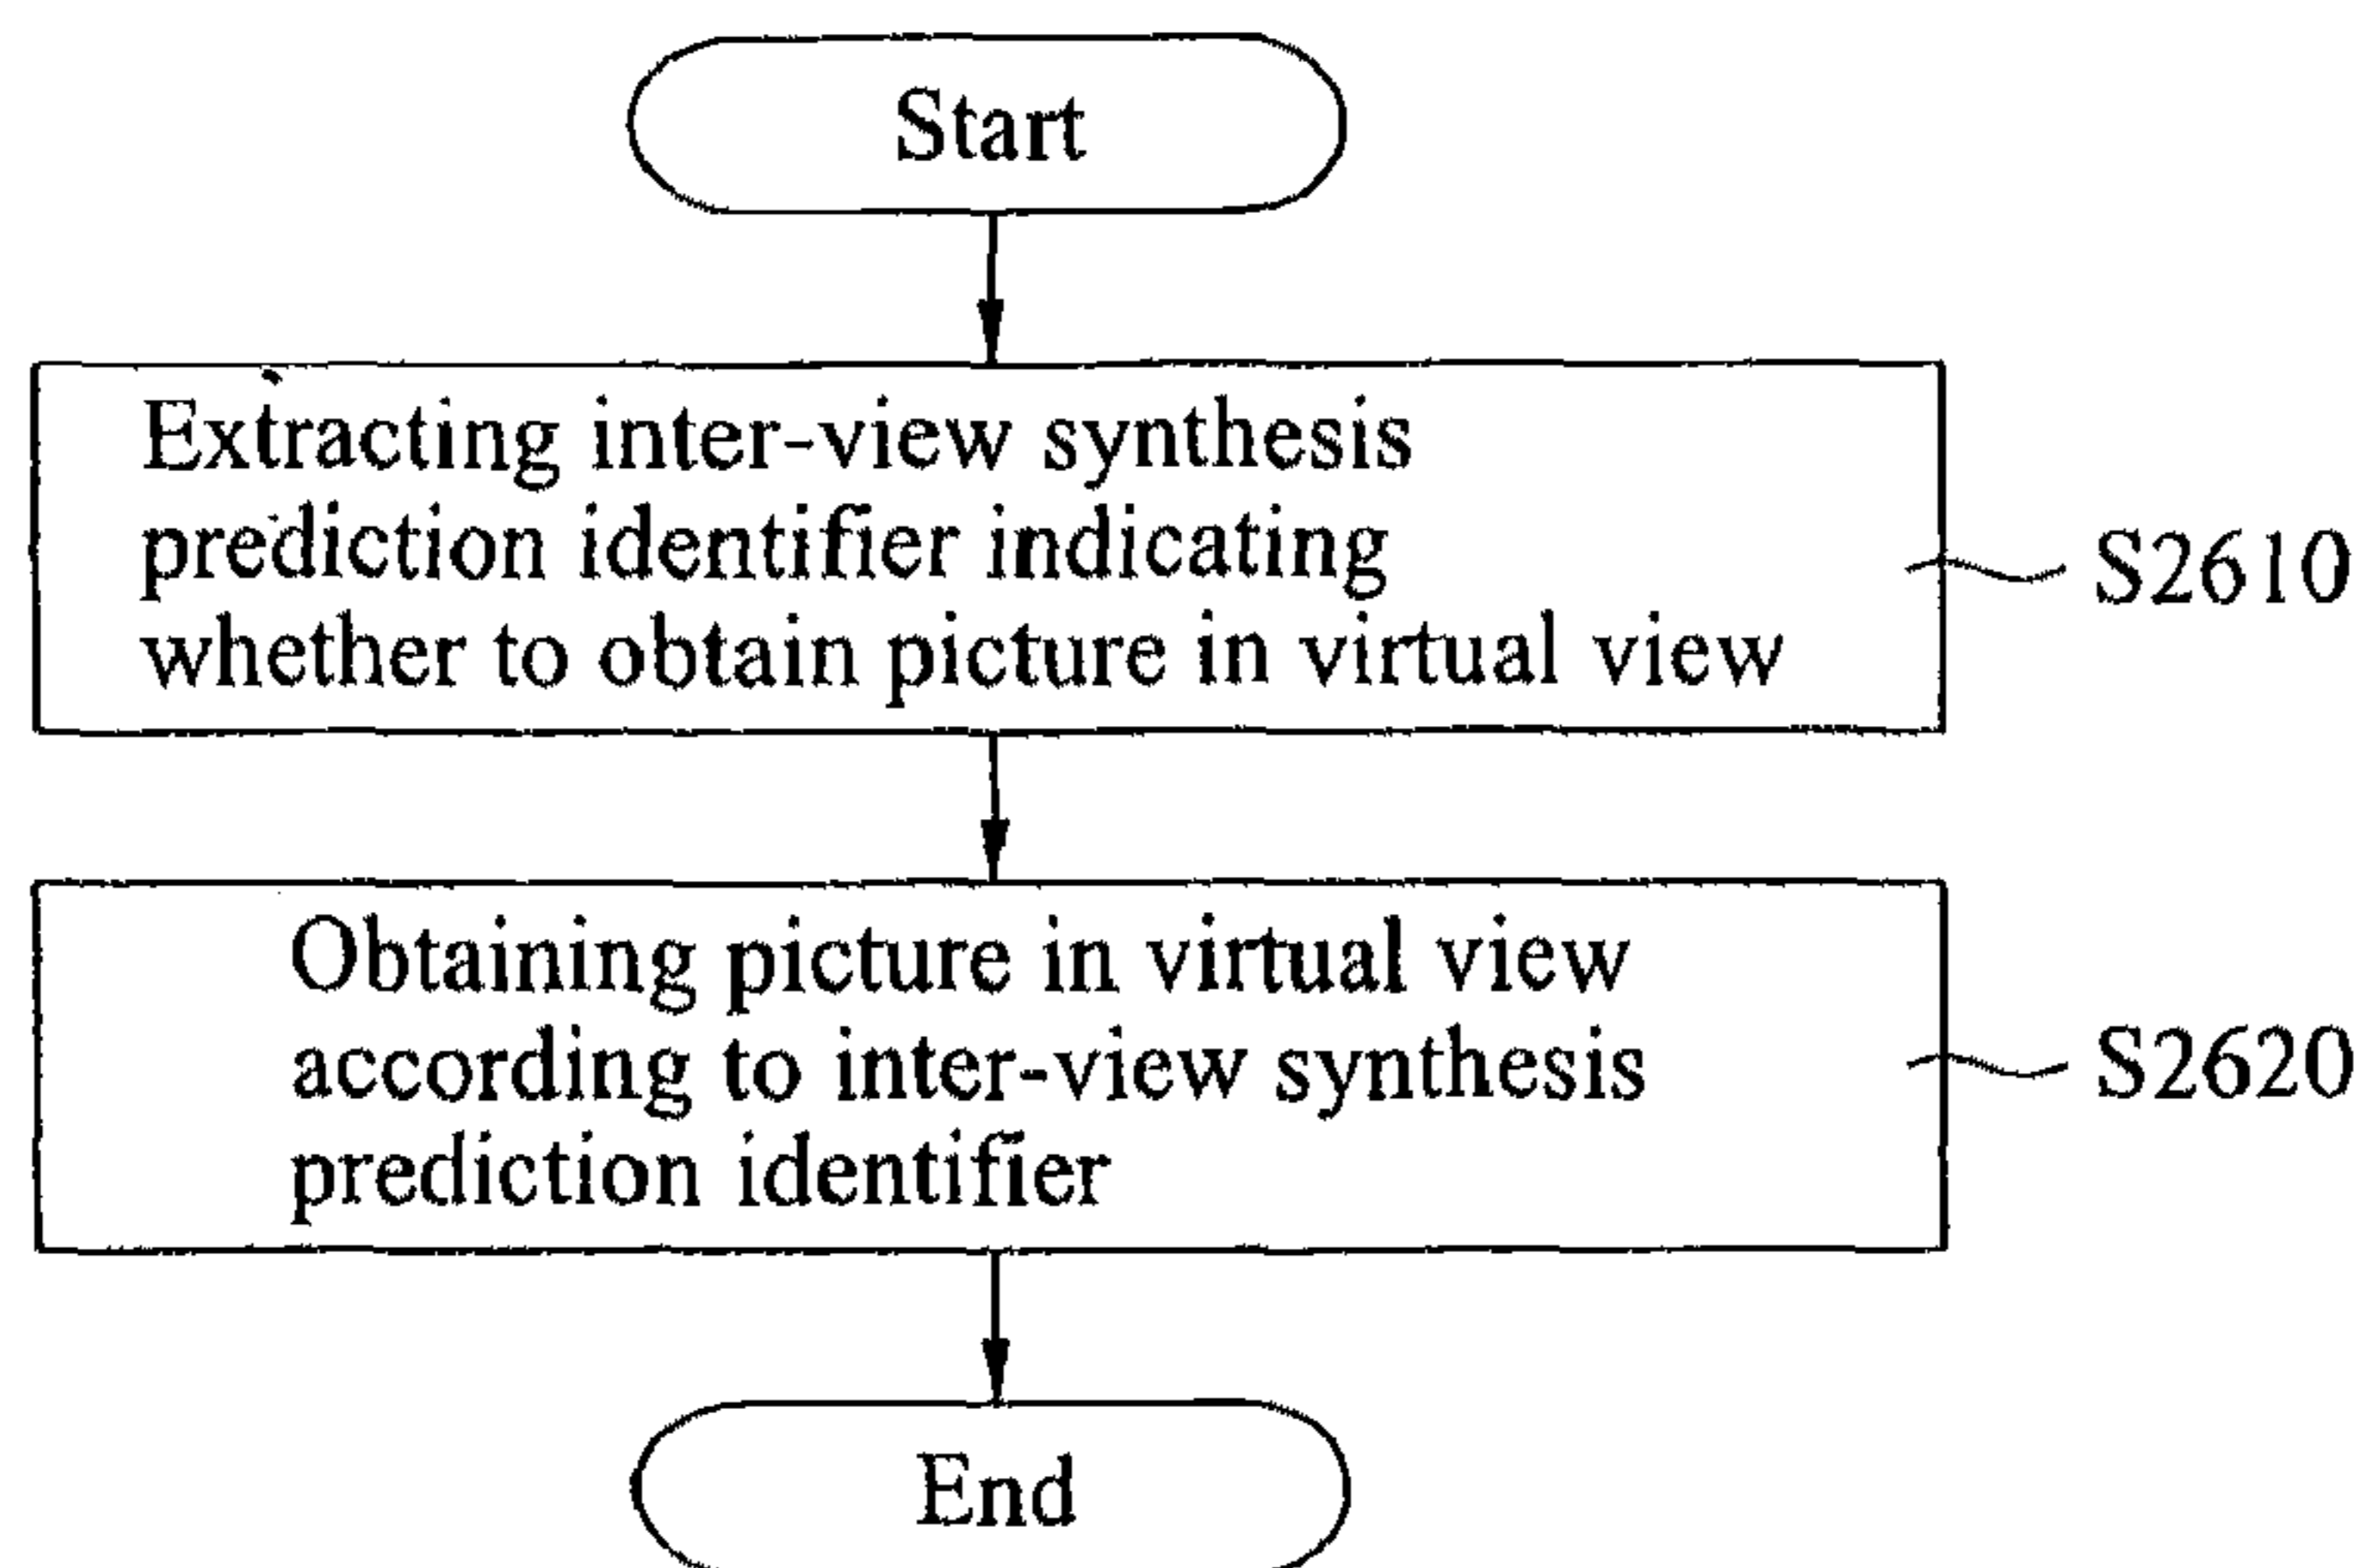 Start
Extracting inter-view synthesis
prediction identifier indicating
whether to obtain picture in virtual view
S2610
Obtaining picture in virtual view
according to inter-view synthesis
prediction identifier
S2620
End